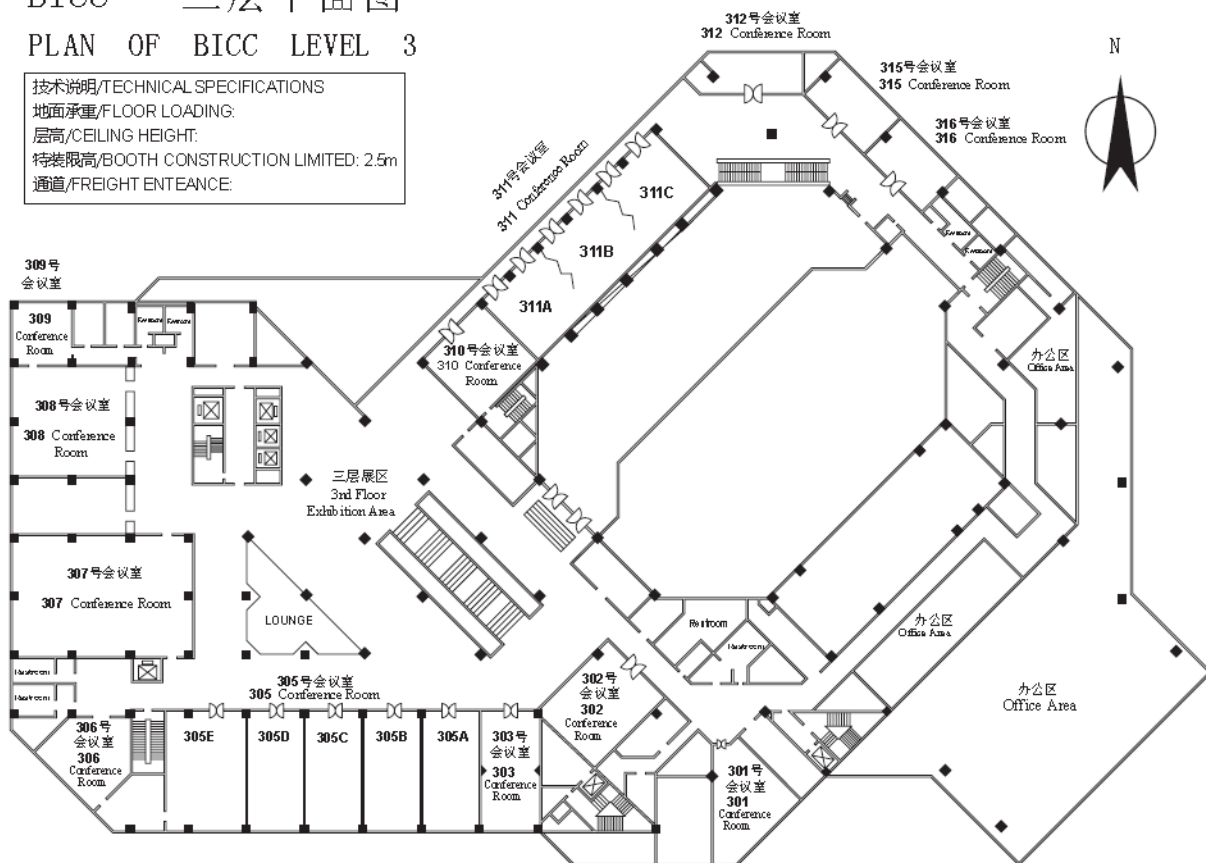 BICC 三层平面图
PLAN OF BICC LEVEL 3
技术说明/TECHNICAL SPECIFICATIONS
地面承重/FLOOR LOADING:
层高/CEILING HEIGHT:
特装限高/BOOTH CONSTRUCTION LIMITED: 2.5m
通道/FREIGHT ENTEANCE:
312号会议室
312 Conference Room
N
315号会议室
315 Conference Room
316号会议室
316 Conference Room
311号会议室
311 Conference Room
311C
311B
311A
Restroom
Restroom
309号
会议室
309
Conference
Room
Restroom
Restroom
310号会议室
310 Conference
Room
办公区
Office Area
308号会议室
308 Conference
Room
三层展区
3nd Floor
Exhibition Area
307号会议室
307 Conference Room
LOUNGE
Restroom
Restroom
办公区
Office Area
Restroom
Restroom
305号会议室
305 Conference Room
302号
会议室
302
Conference
Room
办公区
Office Area
306号
会议室
306
Conference
Room
305E
305D
305C
305B
305A
303号
会议室
303
Conference
Room
301号
会议室
301
Conference
Room